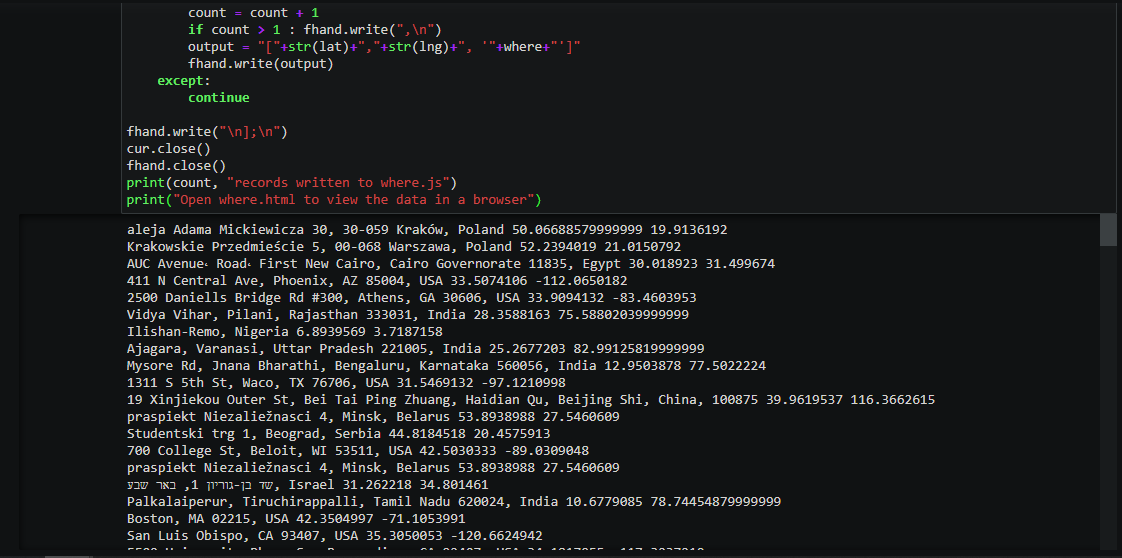 count = count + 1
if count > 1 : fhand.write(",\n")
output = "["+str(lat)+","+str(lng)+", '"+where+"']"
fhand.write(output)
except:
continue
fhand.write("\n];\n")
cur.close()
fhand.close()
print(count, "records written to where.js")
print("Open where.html to view the data in a browser")
aleja Adama Mickiewicza 30, 30-059 Kraków, Poland 50.06688579999999 19.9136192
Krakowskie Przedmieście 5, 00-068 Warszawa, Poland 52.2394019 21.0150792
AUC Avenue، Road، First New Cairo, Cairo Governorate 11835, Egypt 30.018923 31.499674
411 N Central Ave, Phoenix, AZ 85004, USA 33.5074106 -112.0650182
2500 Daniells Bridge Rd #300, Athens, GA 30606, USA 33.9094132 -83.4603953
Vidya Vihar, Pilani, Rajasthan 333031, India 28.3588163 75.58802039999999
Ilishan-Remo, Nigeria 6.8939569 3.7187158
Ajagara, Varanasi, Uttar Pradesh 221005, India 25.2677203 82.99125819999999
Mysore Rd, Jnana Bharathi, Bengaluru, Karnataka 560056, India 12.9503878 77.5022224
1311 S 5th St, Waco, TX 76706, USA 31.5469132 -97.1210998
19 Xinjiekou Outer St, Bei Tai Ping Zhuang, Haidian Qu, Beijing Shi, China, 100875 39.9619537 116.3662615
praspiekt Niezaliežnasci 4, Minsk, Belarus 53.8938988 27.5460609
Studentski trg 1, Beograd, Serbia 44.8184518 20.4575913
700 College St, Beloit, WI 53511, USA 42.5030333 -89.0309048
praspiekt Niezaliežnasci 4, Minsk, Belarus 53.8938988 27.5460609
שד בן-גוריון 1, באר שבע, Israel 31.262218 34.801461
Palkalaiperur, Tiruchirappalli, Tamil Nadu 620024, India 10.6779085 78.74454879999999
Boston, MA 02215, USA 42.3504997 -71.1053991
San Luis Obispo, CA 93407, USA 35.3050053 -120.6624942